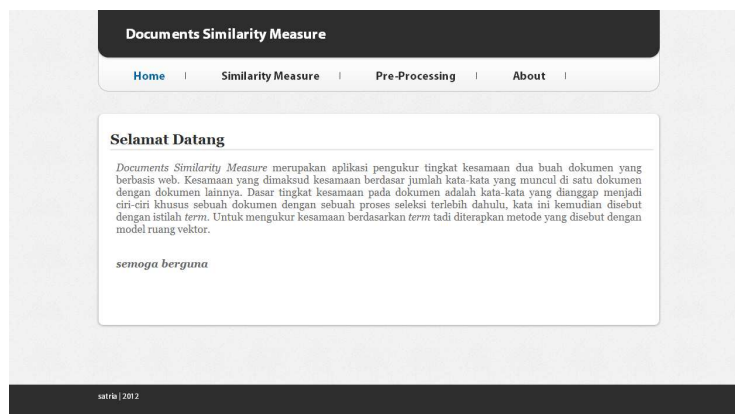 Documents Similarity Measure
Home | Similarity Measure | Pre-Processing | About |
Selamat Datang
Documents Similarity Measure merupakan aplikasi pengukur tingkat kesamaan dua buah dokumen yang
berbasis web. Kesamaan yang dimaksud kesamaan berdasar jumlah kata-kata yang muncul di satu dokumen
dengan dokumen lainnya. Dasar tingkat kesamaan pada dokumen adalah kata-kata yang dianggap menjadi
ciri-ciri khusus sebuah dokumen dengan sebuah proses seleksi terlebih dahulu, kata ini kemudian disebut
dengan istilah term. Untuk mengukur kesamaan berdasarkan term tadi diterapkan metode yang disebut dengan
model ruang vektor.
semoga berguna
satria | 2012